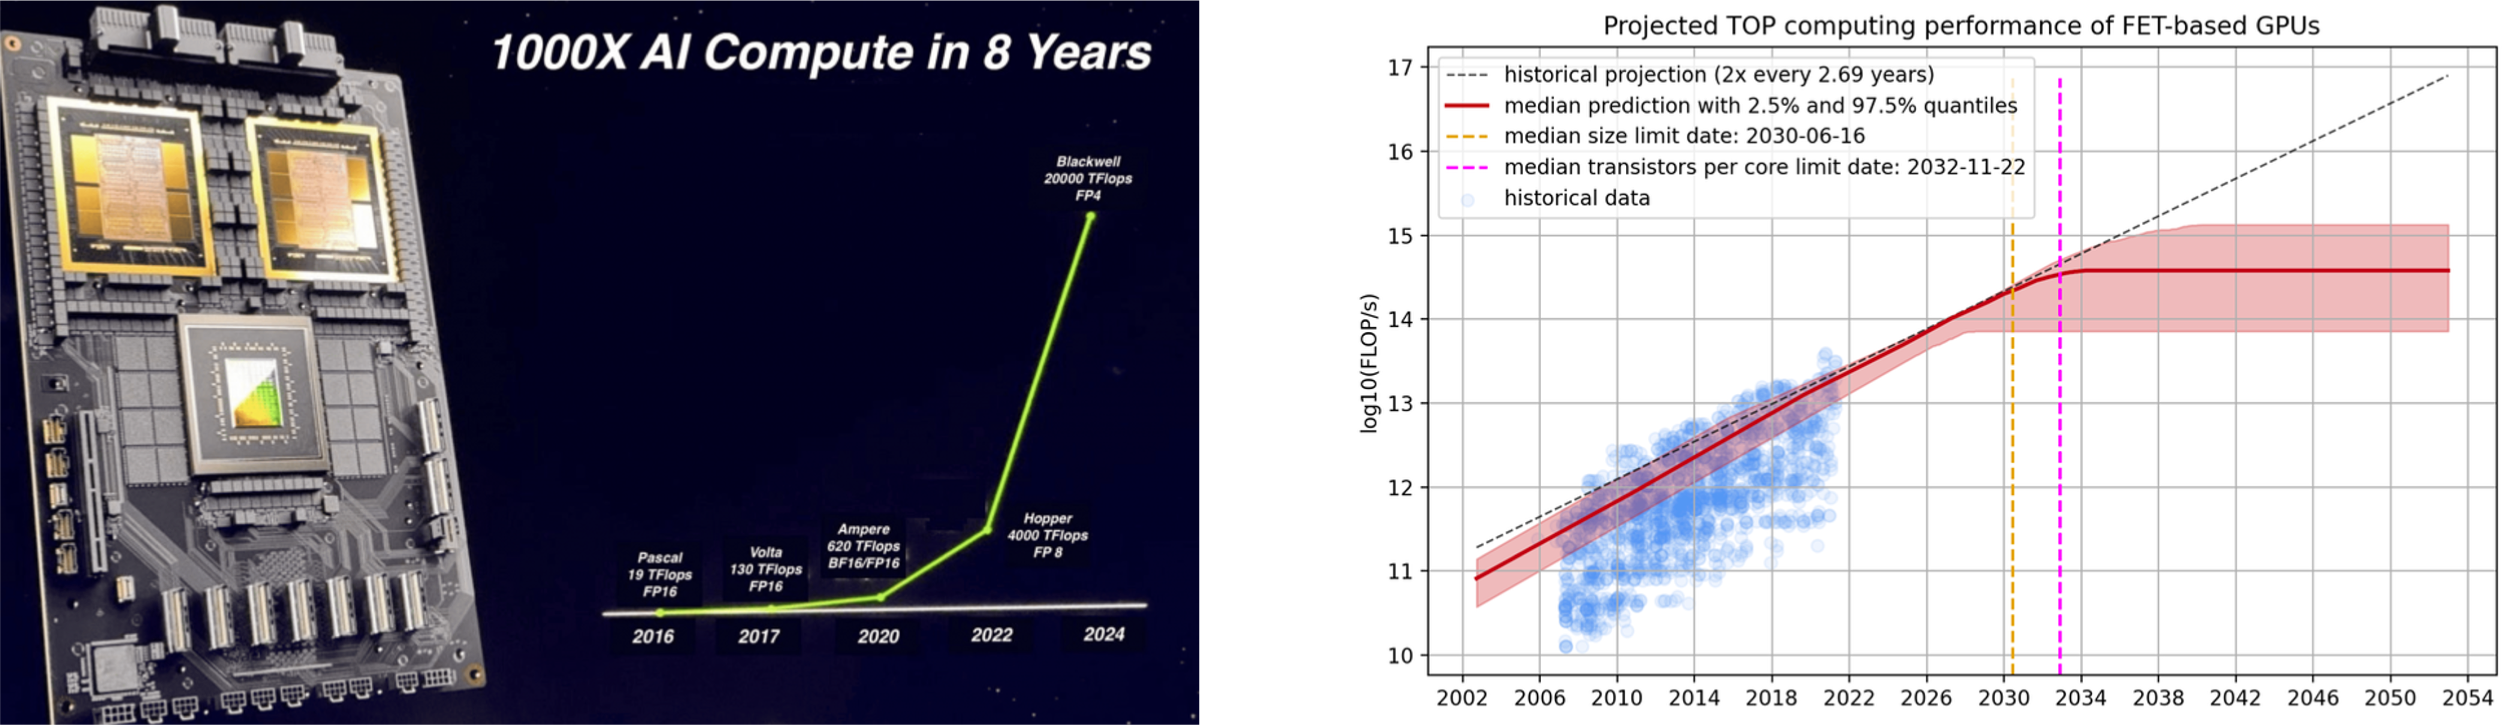 1000X AI Compute in 8 Years
Blackwell
20000 TFlops
FP4
Hopper
4000 TFlops
FP 8
Ampere
620 TFlops
BF16/FP16
Volta
130 TFlops
FP16
Pascal
19 TFlops
FP16
2016 2017 2020 2022 2024
Projected TOP computing performance of FET-based GPUs
historical projection (2x every 2.69 years)
median prediction with 2.5% and 97.5% quantiles
median size limit date: 2030-06-16
median transistors per core limit date: 2032-11-22
historical data
log10(FLOP/s)
17
16
15
14
13
12
11
10
2002 2006 2010 2014 2018 2022 2026 2030 2034 2038 2042 2046 2050 2054